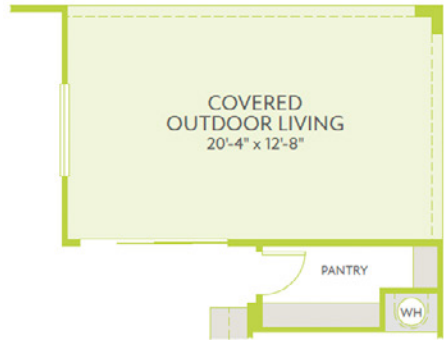 COVERED
OUTDOOR LIVING
20'-4" x 12'-8"
PANTRY
WH